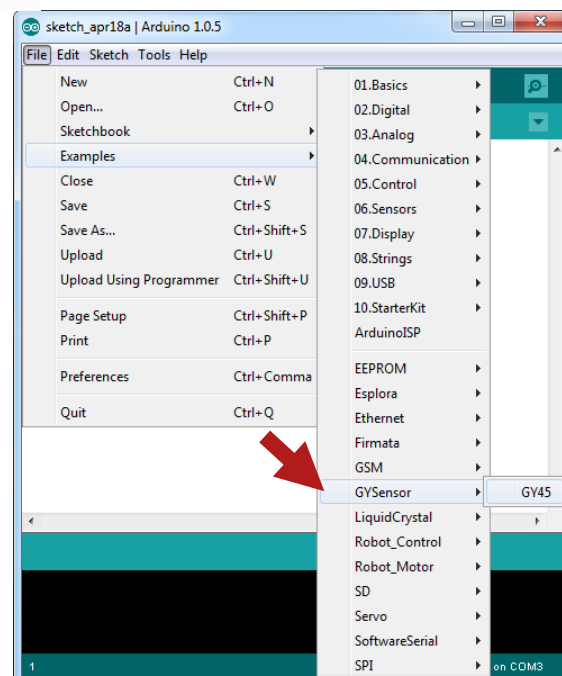 sketch_apr18a | Arduino 1.0.5
File Edit Sketch Tools Help
New Ctrl+N
Open... Ctrl+O
Sketchbook
Examples
Close Ctrl+W
Save Ctrl+S
Save As... Ctrl+Shift+S
Upload Ctrl+U
Upload Using Programmer Ctrl+Shift+U
Page Setup Ctrl+Shift+P
Print Ctrl+P
Preferences Ctrl+Comma
Quit Ctrl+Q
01.Basics
02.Digital
03.Analog
04.Communication
05.Control
06.Sensors
07.Display
08.Strings
09.USB
10.StarterKit
ArduinoISP
EEPROM
Esplora
Ethernet
Firmata
GSM
GYSensor
GY45
LiquidCrystal
Robot_Control
Robot_Motor
SD
Servo
SoftwareSerial
SPI
1
on COM3